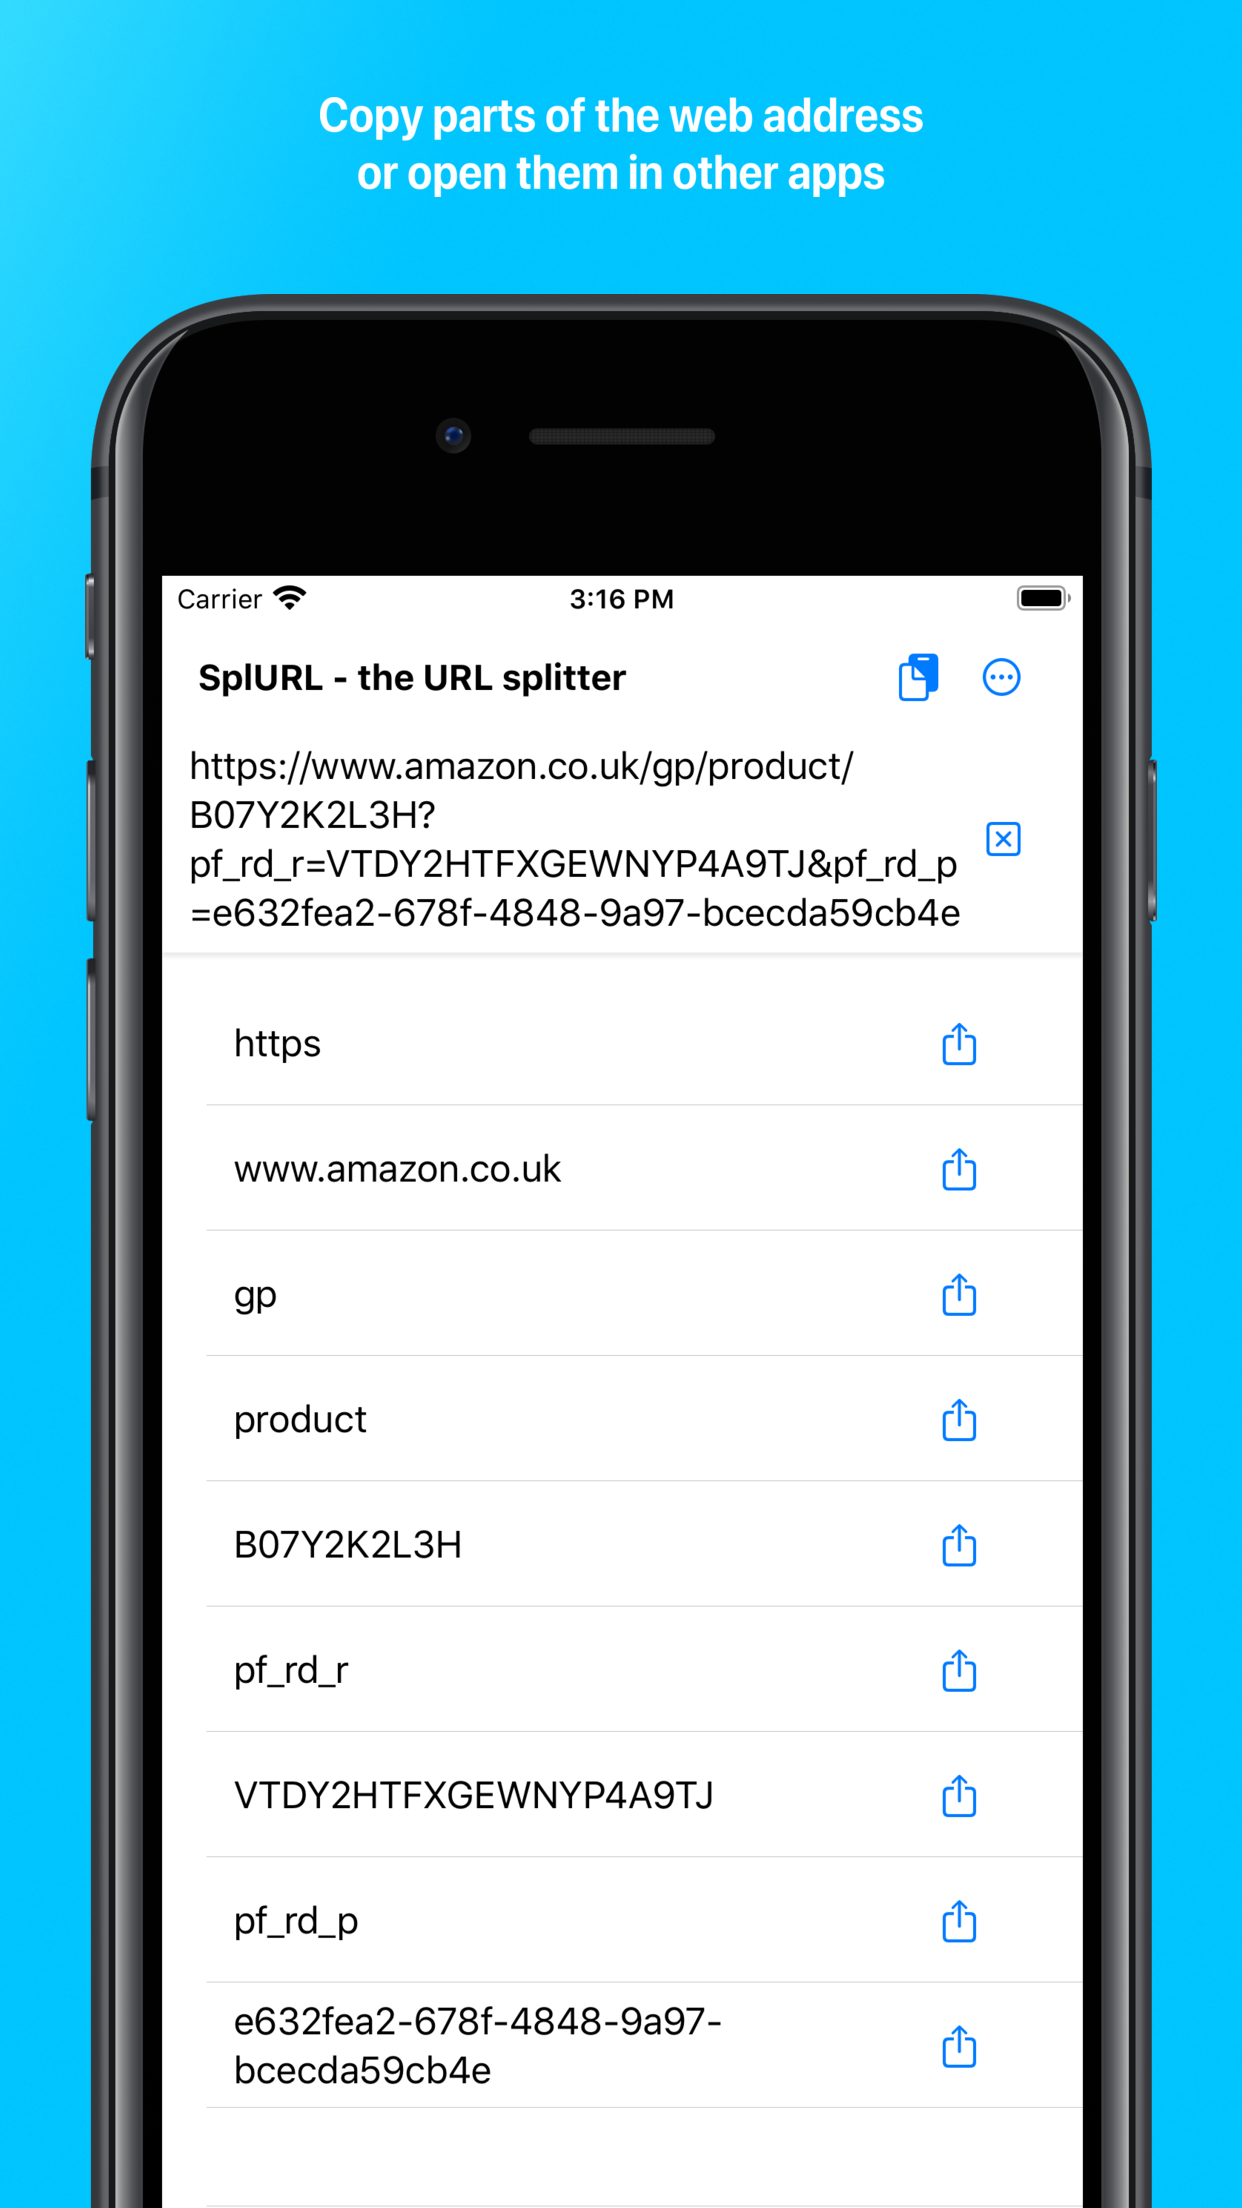 Copy parts of the web address
or open them in other apps
Carrier
3:16 PM
SplURL - the URL splitter
https://www.amazon.co.uk/gp/product/
B07Y2K2L3H?
pf_rd_r=VTDY2HTFXGEWNYP4A9TJ&pf_rd_p
=e632fea2-678f-4848-9a97-bcecda59cb4e
https
www.amazon.co.uk
gp
product
B07Y2K2L3H
pf_rd_r
VTDY2HTFXGEWNYP4A9TJ
pf_rd_p
e632fea2-678f-4848-9a97-
bcecda59cb4e